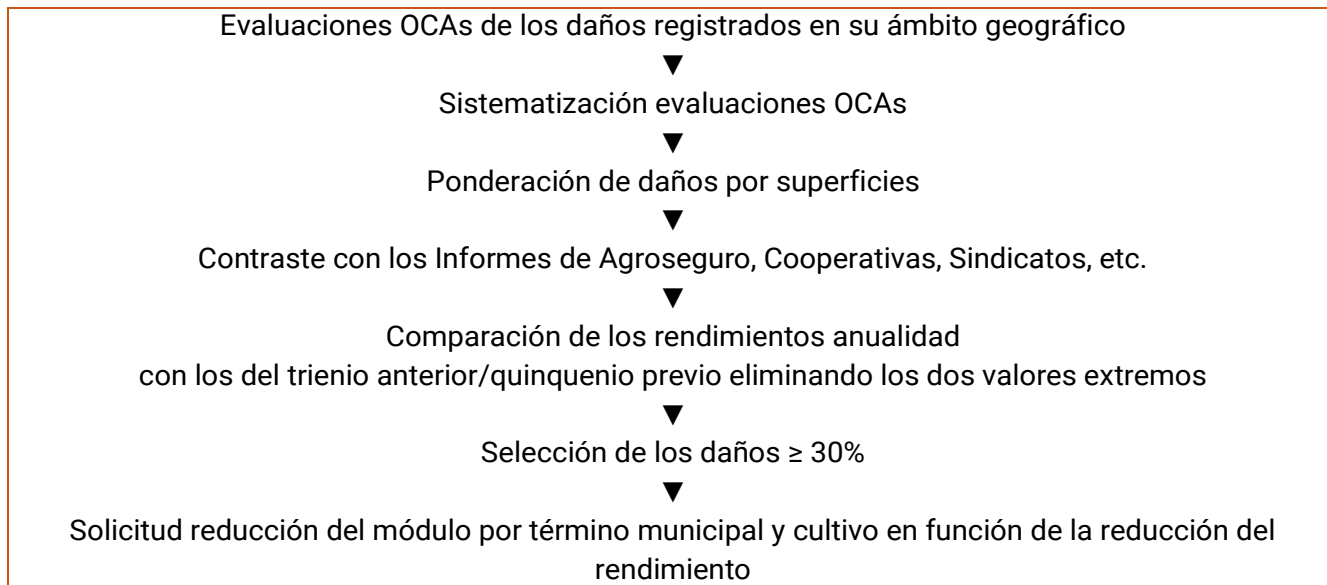 Evaluaciones OCAs de los daños registrados en su ámbito geográfico
▼
Sistematización evaluaciones OCAs
▼
Ponderación de daños por superficies
▼
Contraste con los Informes de Agroseguro, Cooperativas, Sindicatos, etc.
▼
Comparación de los rendimientos anualidad
con los del trienio anterior/quinquenio previo eliminando los dos valores extremos
▼
Selección de los daños ≥ 30%
▼
Solicitud reducción del módulo por término municipal y cultivo en función de la reducción del
rendimiento